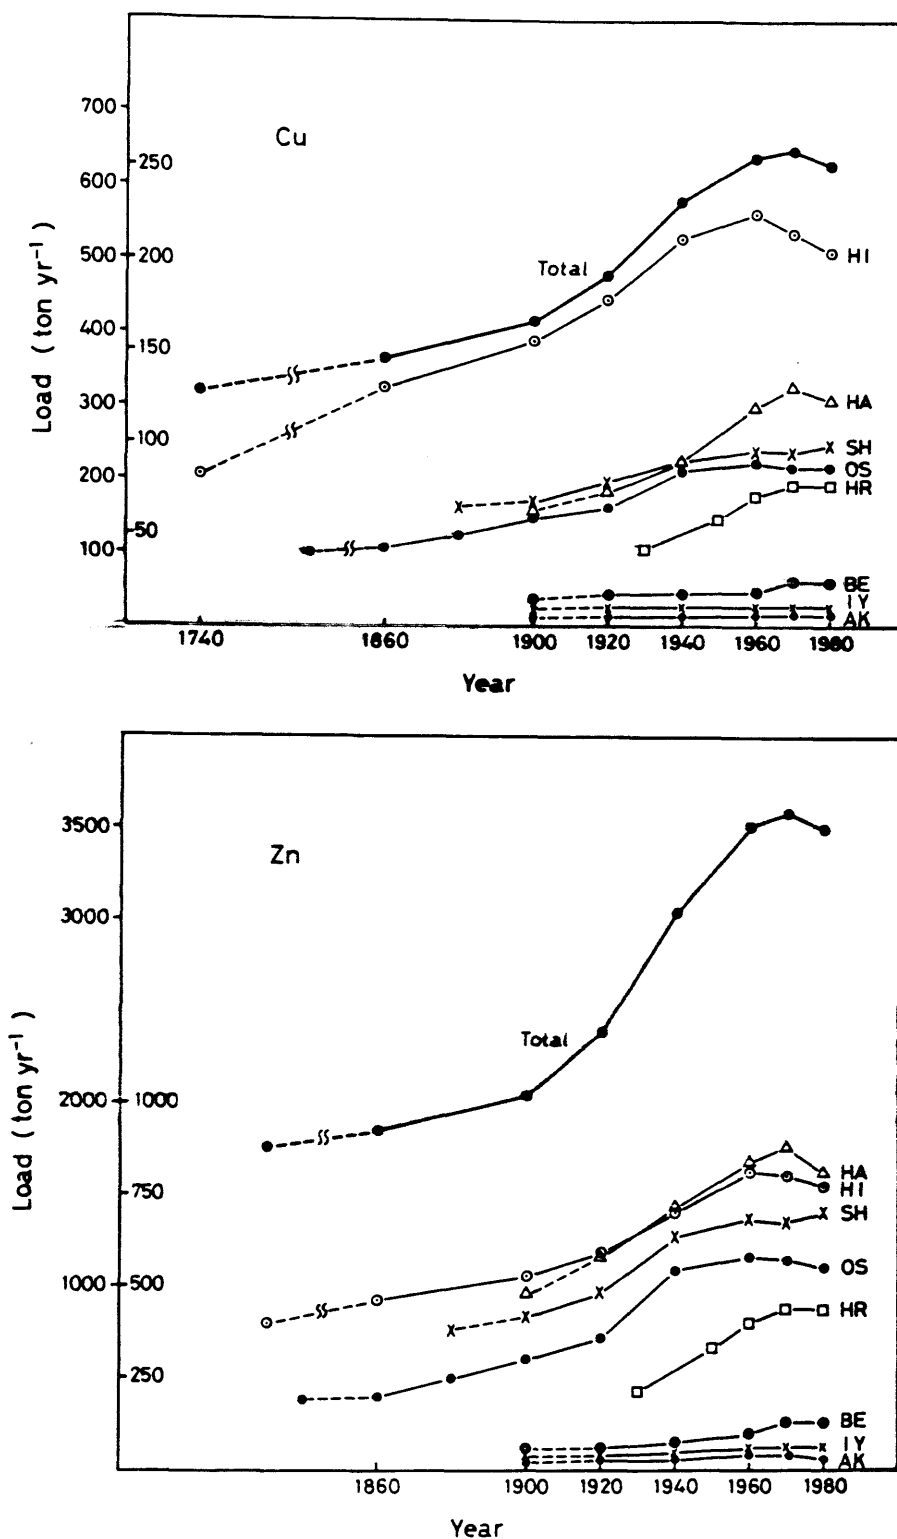 Cu
Load ( ton yr⁻¹ )
700
600
500
400
300
200
100
250
200
150
100
50
Total
HI
HA
SH
OS
HR
BE
IY
AK
1740 1860 1900 1920 1940 1960 1980
Year
Zn
Load ( ton yr⁻¹ )
3500
3000
2000
1000
1000
750
500
250
Total
HA
HI
SH
OS
HR
BE
IY
AK
1860 1900 1920 1940 1960 1980
Year